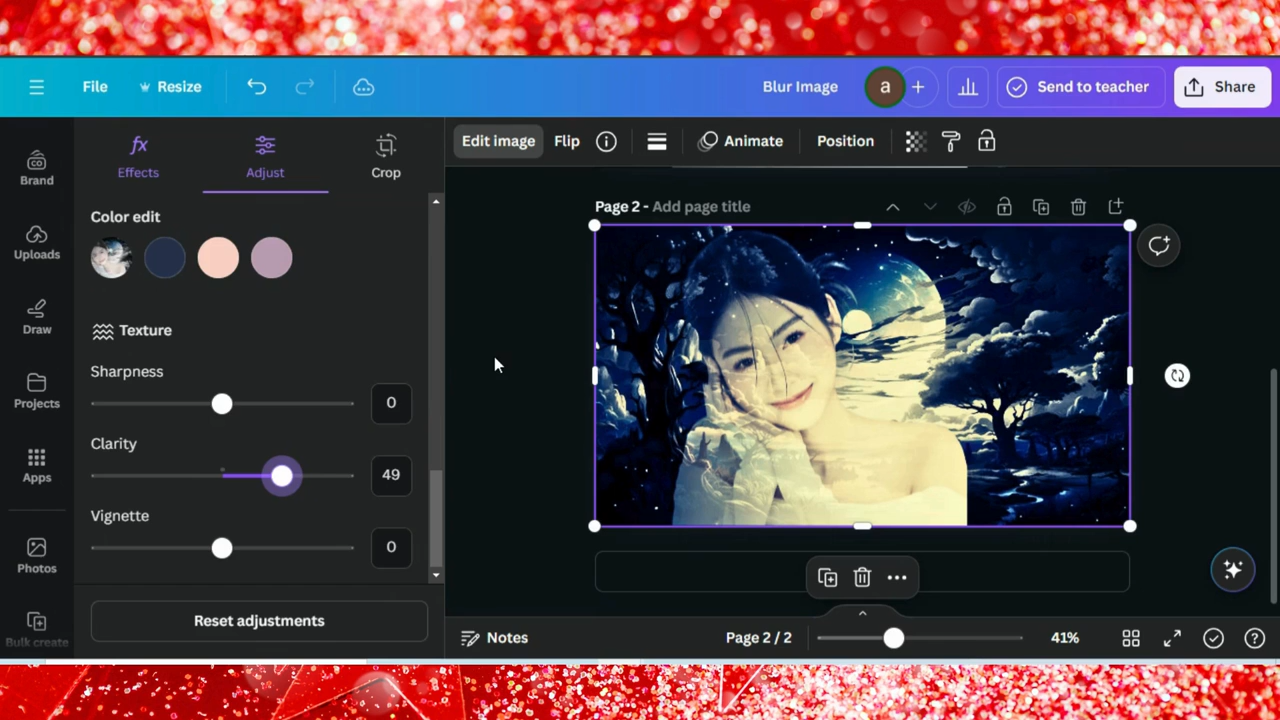 File
Resize
Blur Image
a
Send to teacher
Share
Brand
Uploads
Draw
Projects
Apps
Photos
Bulk create
fx
Effects
Adjust
Crop
Color edit
Texture
Sharpness
0
Clarity
49
Vignette
0
Reset adjustments
Edit image
Flip
Animate
Position
Page 2 - Add page title
Notes
Page 2 / 2
41%